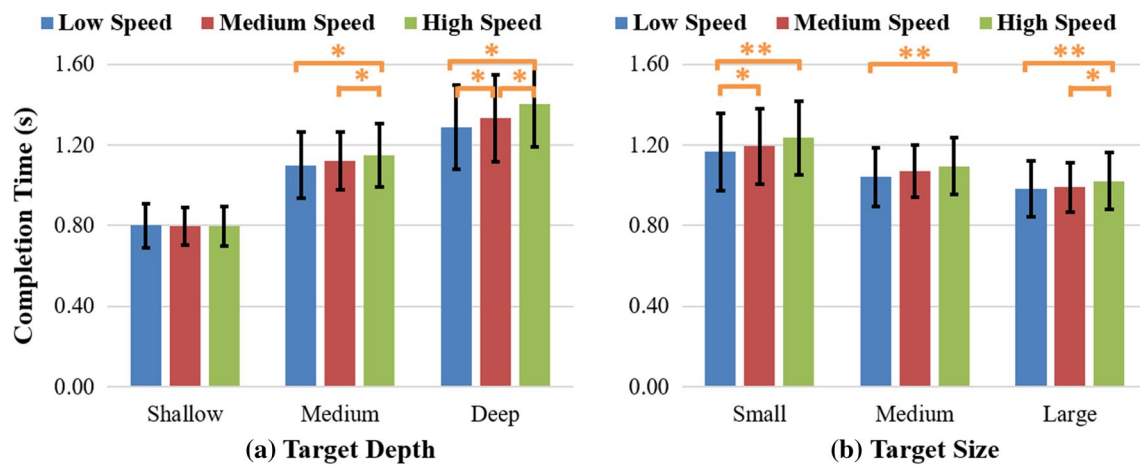 Low Speed Medium Speed High Speed
Low Speed Medium Speed High Speed
Completion Time (s)
1.60
1.20
0.80
0.40
0.00
* * * * *
Shallow Medium Deep
(a) Target Depth
1.60
1.20
0.80
0.40
0.00
** * ** ** *
Small Medium Large
(b) Target Size